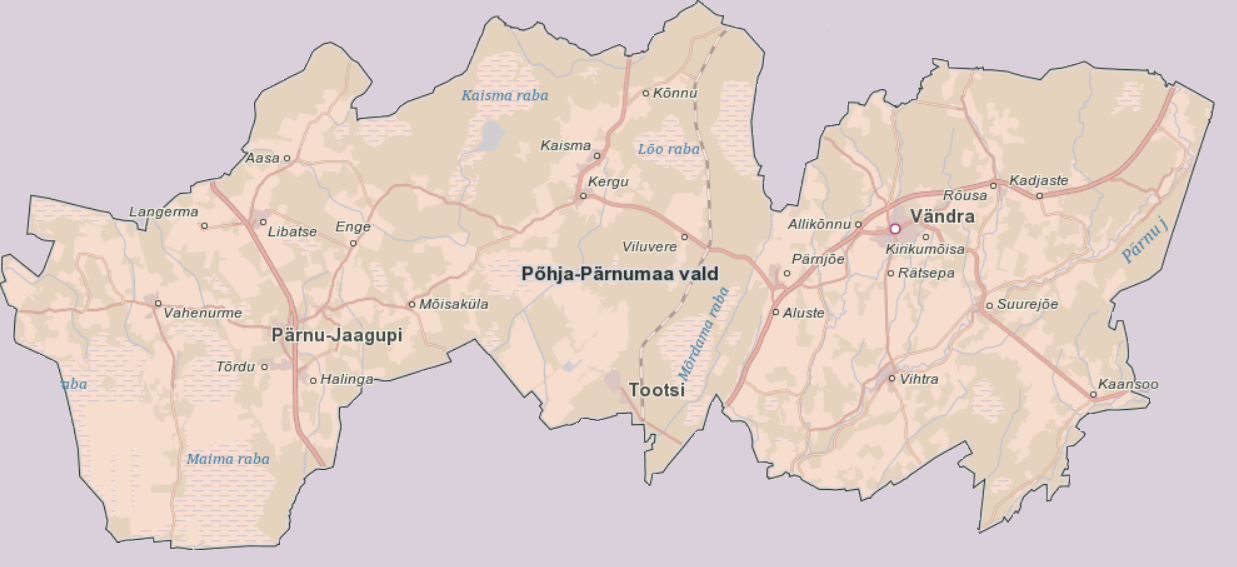 Kaisma raba
Kõnnu
Kaisma
Lõo raba
Aasa
Kergu
Rõusa
Kadjaste
Langerma
Libatse
Enge
Vändra
Allikõnnu
Viluvere
Kirikumõisa
Pärnu j
Pärnjõe
Põhja-Pärnumaa vald
Rätsepa
Vahenurme
Mõisaküla
Aluste
Suurejõe
Pärnu-Jaagupi
Mõrdama raba
Tõrdu
Halinga
Tootsi
Vihtra
aba
Kaansoo
Maima raba